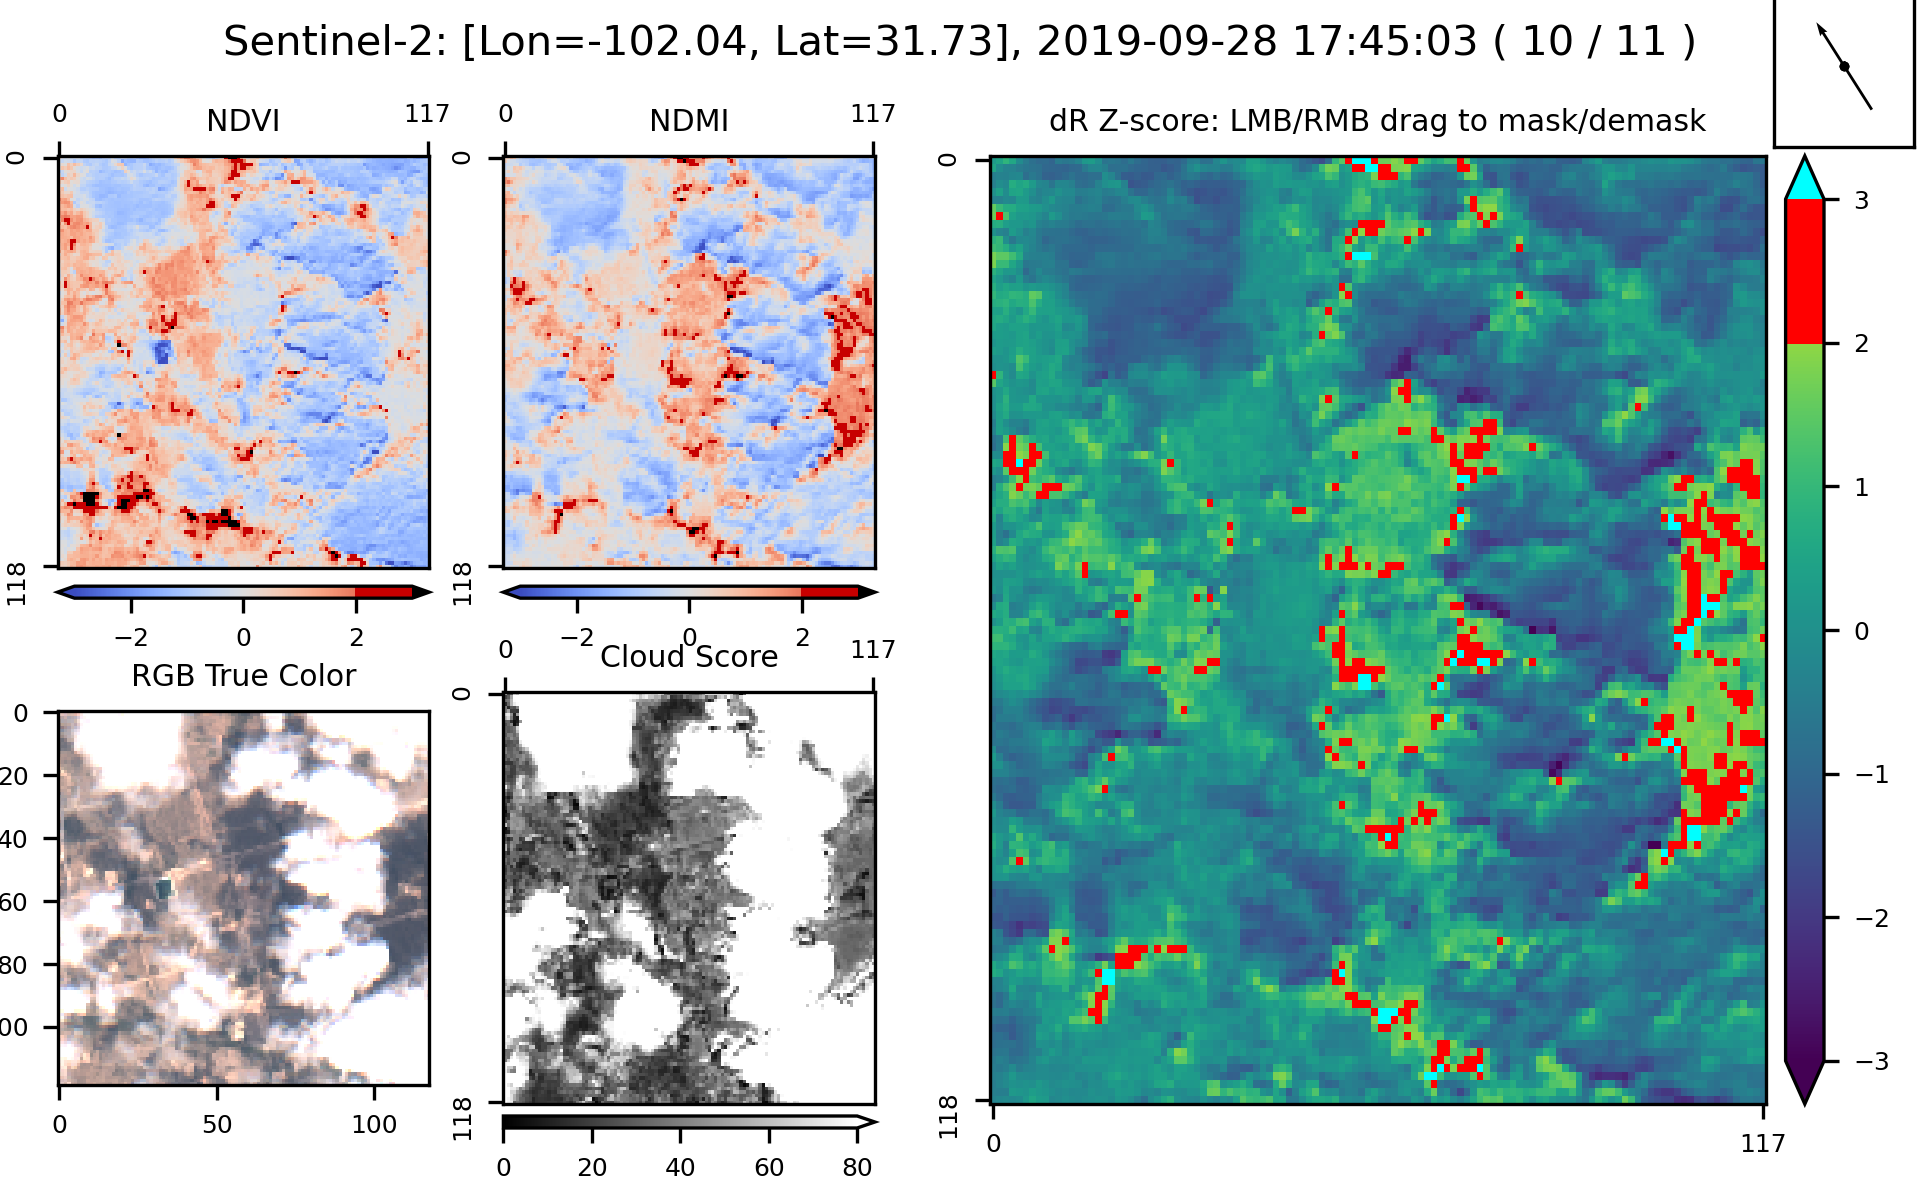 Sentinel-2: [Lon=-102.04, Lat=31.73], 2019-09-28 17:45:03 ( 10 / 11 )
0 NDVI 117
0
118
−2 0 2
0 NDMI 117
0
118
−2 0 2
dR Z-score: LMB/RMB drag to mask/demask
0
118
0 117
3
2
1
0
−1
−2
−3
RGB True Color
0
20
40
60
80
00
0 50 100
0 Cloud Score 117
0
118
0 20 40 60 80